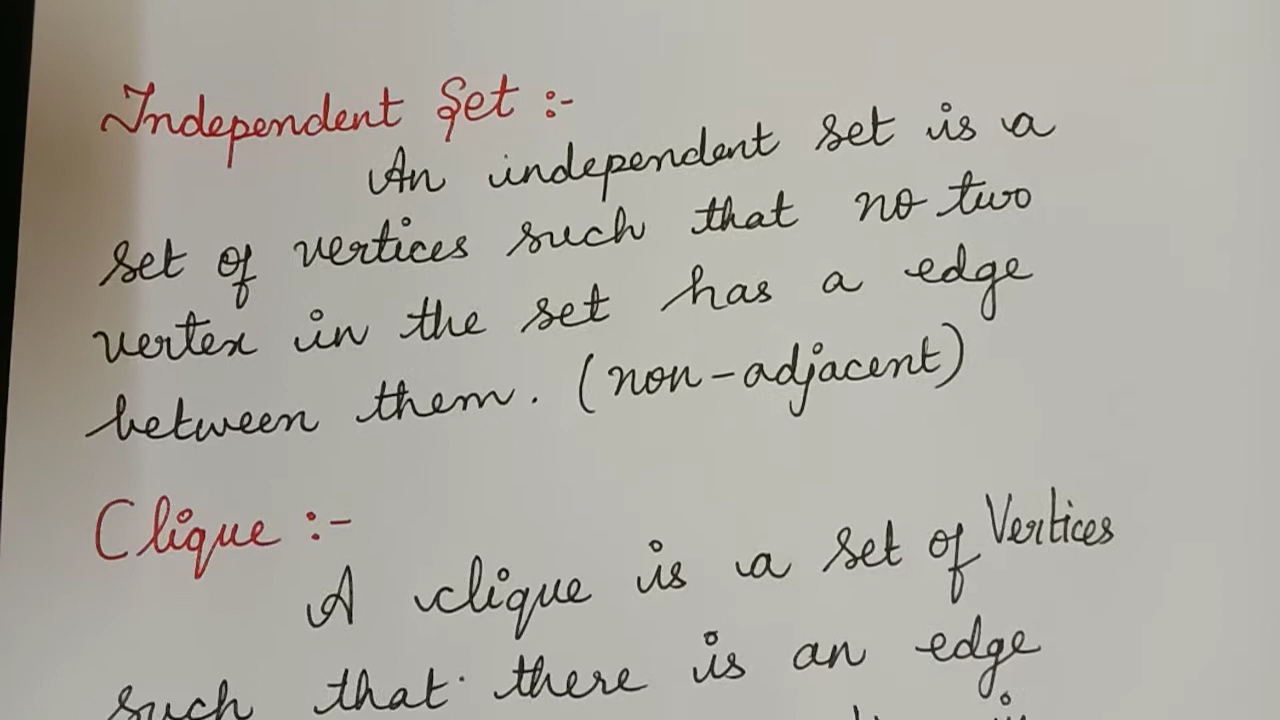 Independent Set :-
An independent set is a
set of vertices such that no two
vertex in the set has a edge
between them. (non-adjacent)
Clique :-
A clique is a set of Vertices
such that there is an edge